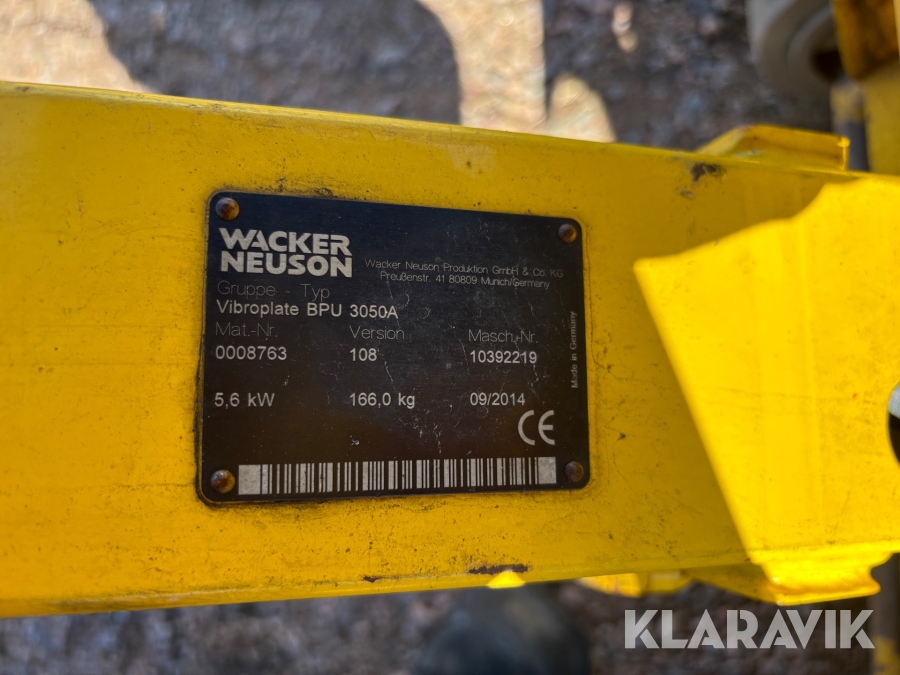 WACKER
NEUSON
Wacker Neuson Produktion GmbH & Co. KG
Preußenstr. 41 80809 Munich/Germany
Gruppe - Typ
Vibroplate BPU 3050A
Mat.-Nr. Version Masch.-Nr.
0008763 108 10392219
5,6 kW 166,0 kg 09/2014
Made in Germany
CE
KLARAVIK